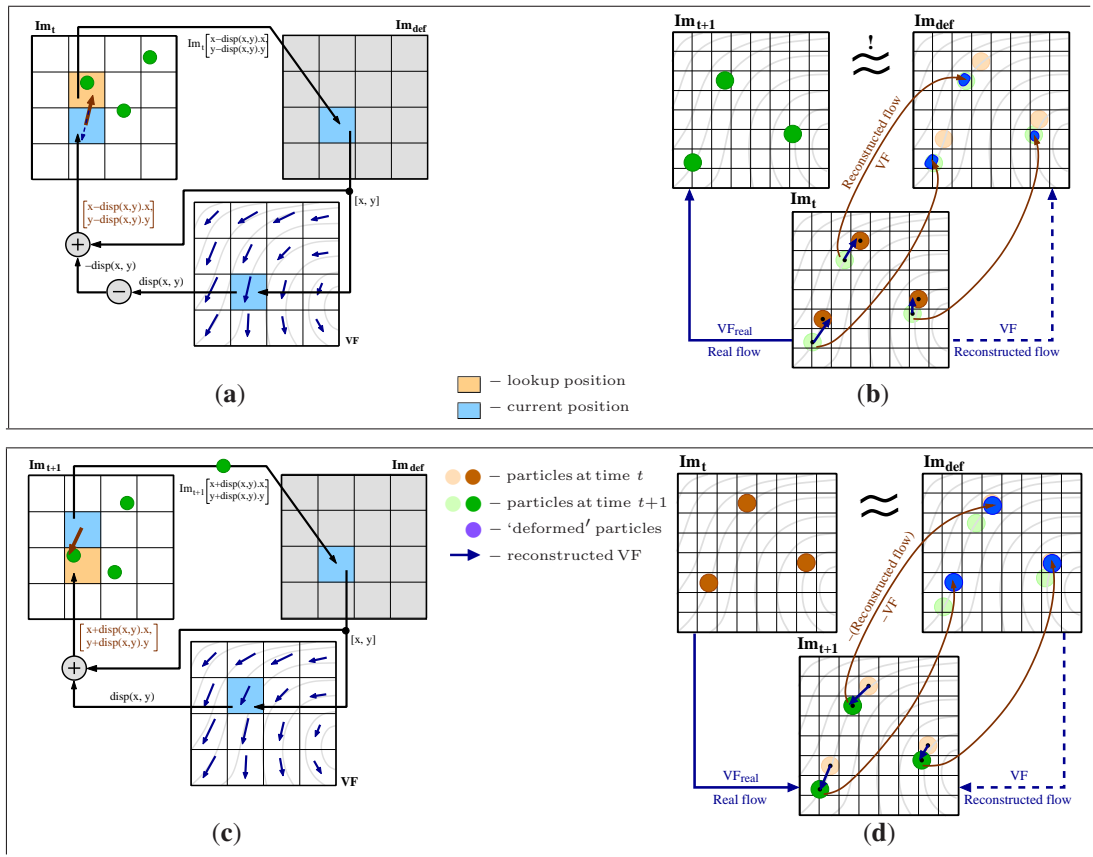 Im_t
Im_def
Im_t[x−disp(x,y).x,
y−disp(x,y).y]
[x, y]
[x−disp(x,y).x,
y−disp(x,y).y]
+
−disp(x, y)
−
disp(x, y)
VF
(a)
Im_t+1
!
≈
Im_def
Reconstructed flow
VF
Im_t
VF_real
Real flow
VF
Reconstructed flow
(b)
– lookup position
– current position
Im_t+1
Im_def
Im_t+1[x+disp(x,y).x,
y+disp(x,y).y]
[x, y]
[x+disp(x,y).x,
y+disp(x,y).y]
+
disp(x, y)
VF
(c)
– particles at time t
– particles at time t+1
– ‘deformed′ particles
– reconstructed VF
Im_t
≈
Im_def
−(Reconstructed flow)
−VF
Im_t+1
VF_real
Real flow
VF
Reconstructed flow
(d)